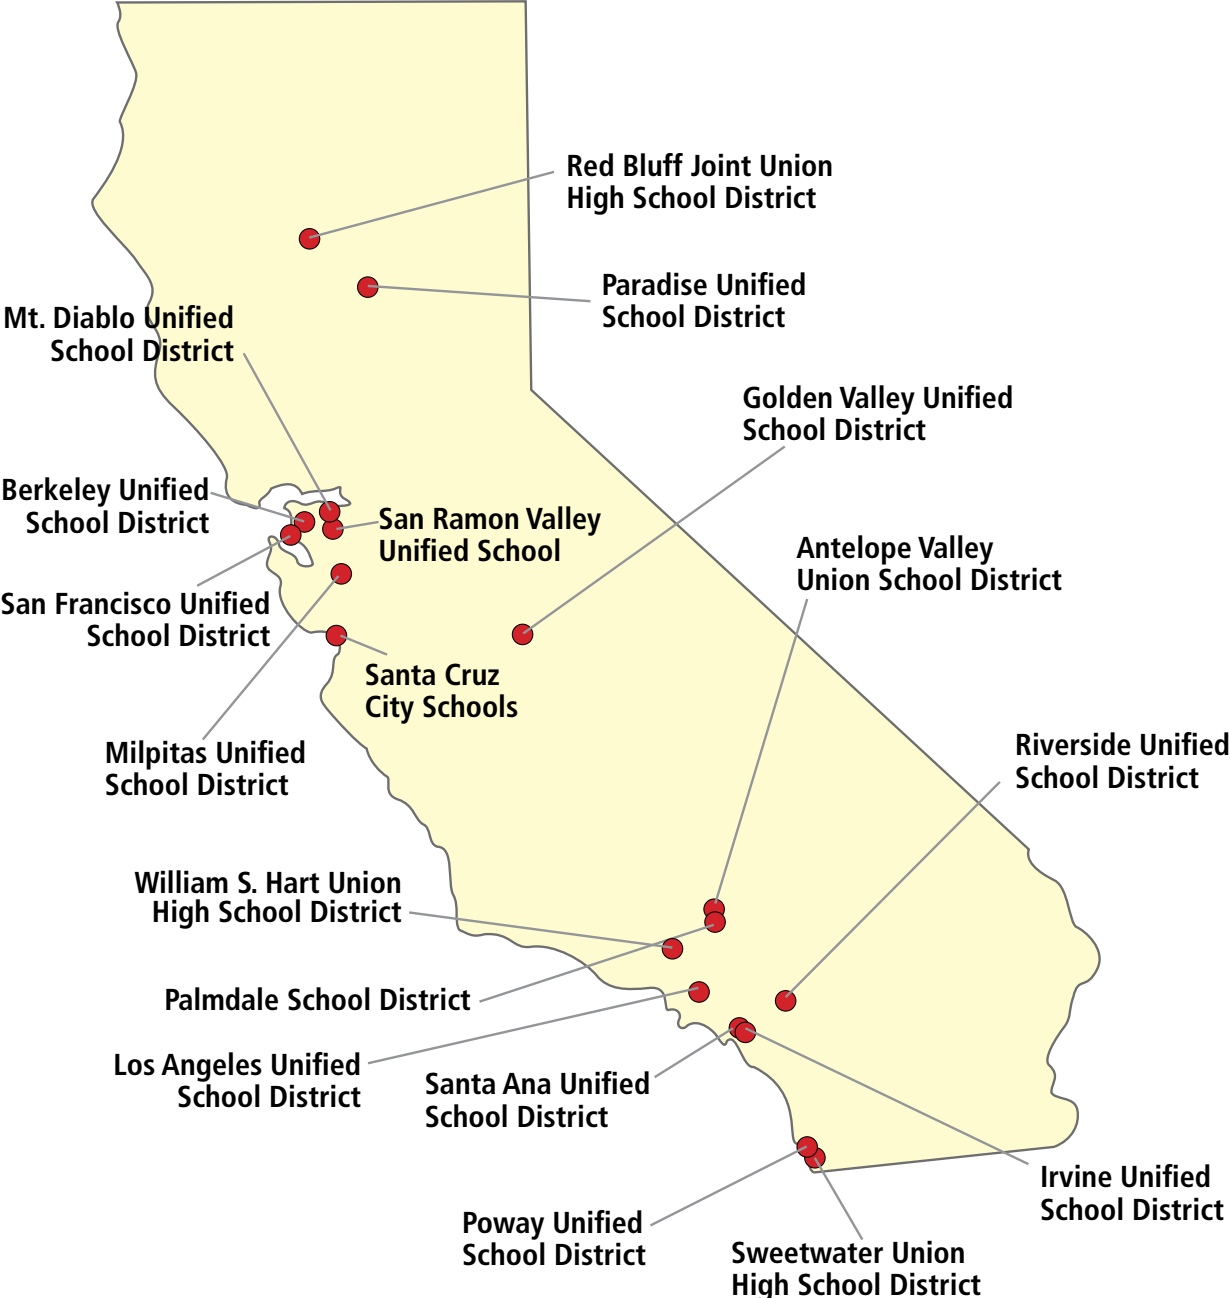 Red Bluff Joint Union
High School District
Paradise Unified
School District
Mt. Diablo Unified
School District
Golden Valley Unified
School District
Berkeley Unified
School District
San Ramon Valley
Unified School
Antelope Valley
Union School District
San Francisco Unified
School District
Santa Cruz
City Schools
Milpitas Unified
School District
Riverside Unified
School District
William S. Hart Union
High School District
Palmdale School District
Los Angeles Unified
School District
Santa Ana Unified
School District
Irvine Unified
School District
Poway Unified
School District
Sweetwater Union
High School District